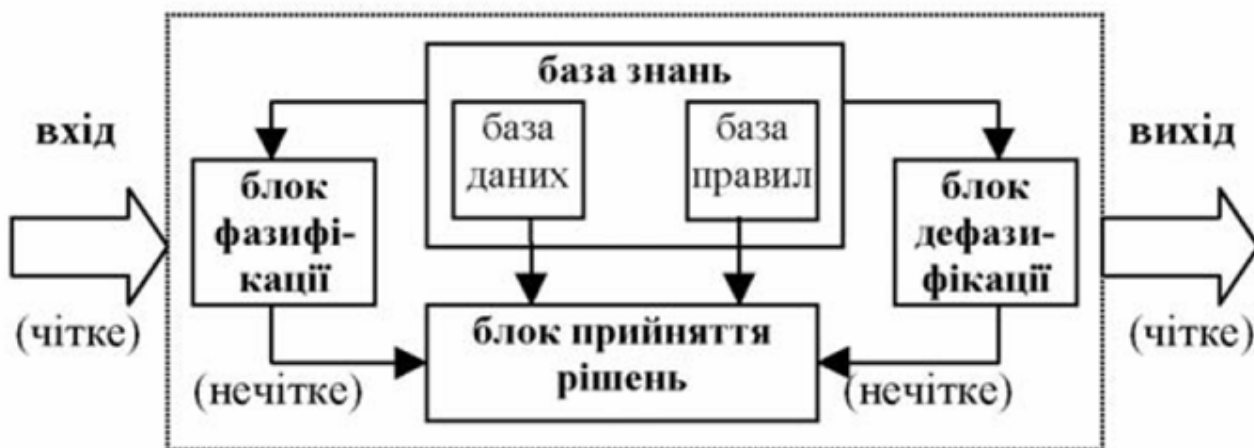 вхід
(чітке)
база знань
база
даних
база
правил
блок
фазифі-
кації
блок
дефази-
фікації
блок прийняття
рішень
(нечітке)
(нечітке)
вихід
(чітке)